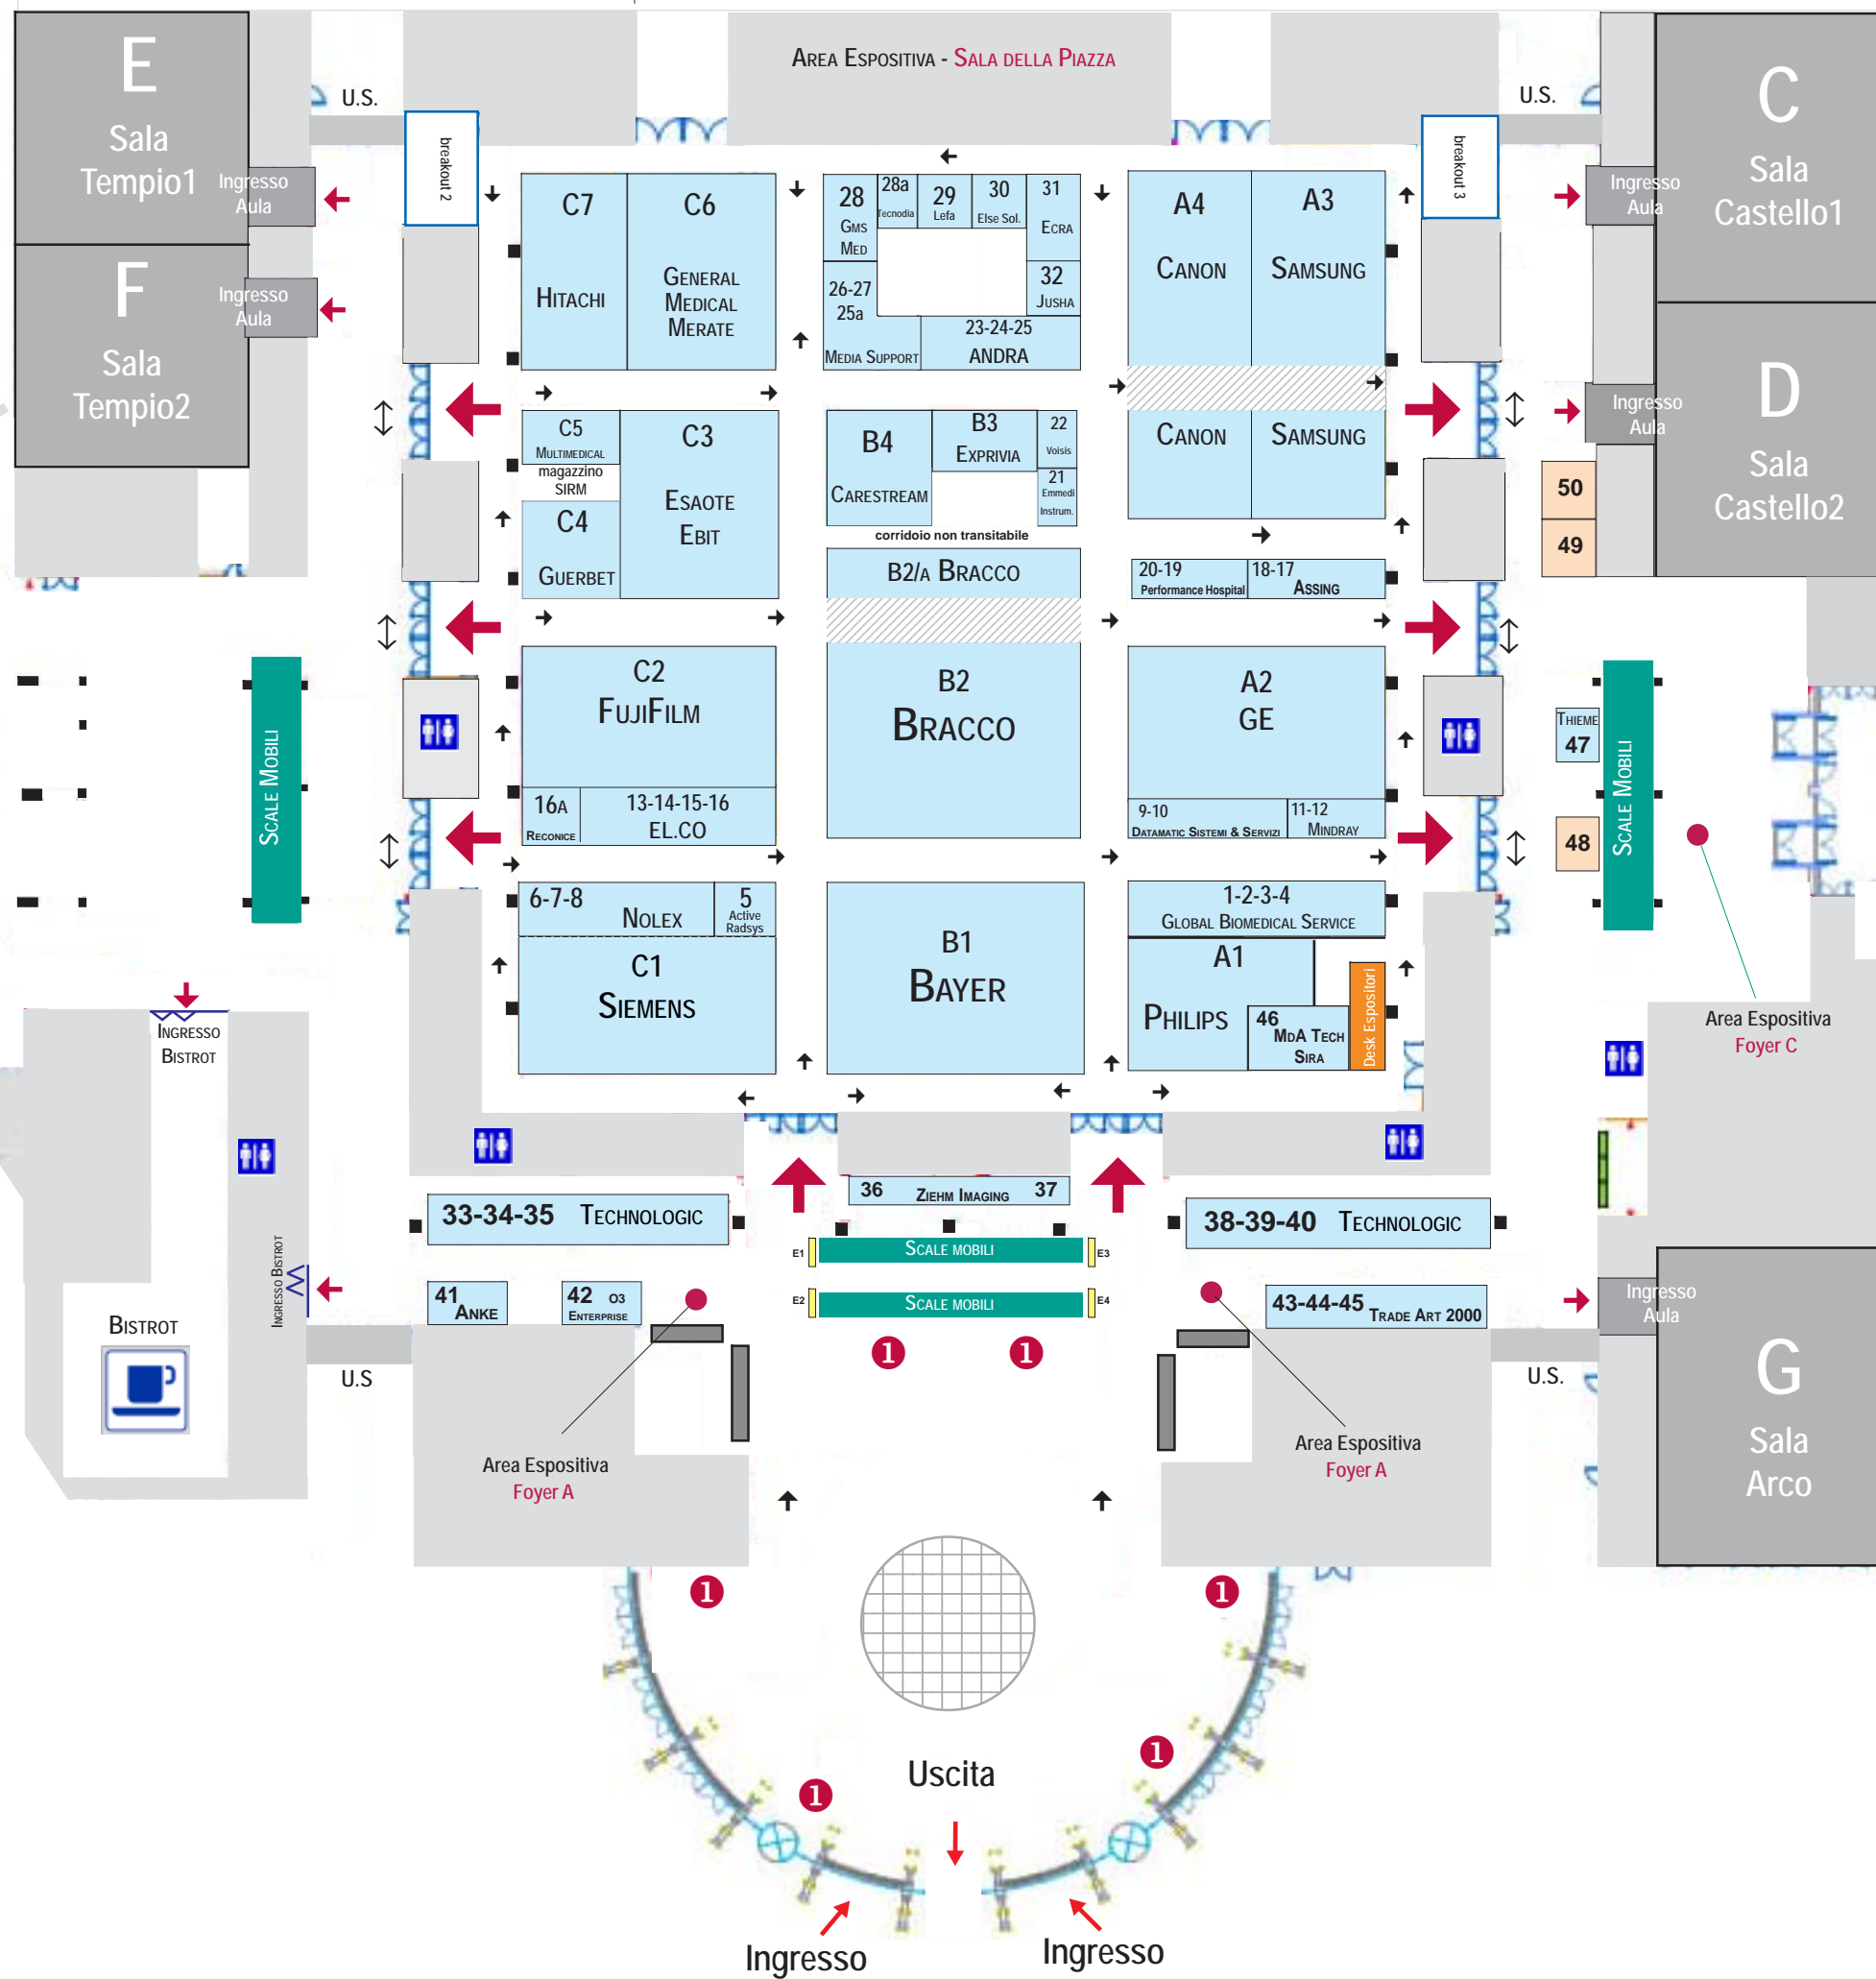 AREA ESPOSITIVA - SALA DELLA PIAZZA
E
Sala
Tempio1
Ingresso
Aula
F
Sala
Tempio2
Ingresso
Aula
U.S.
breakout 2
U.S.
breakout 3
C
Sala
Castello1
Ingresso
Aula
D
Sala
Castello2
Ingresso
Aula
50
49
C7
HITACHI
C6
GENERAL
MEDICAL
MERATE
28
GMS
MED
28a
Tecnodia
29
Lefa
30
Else Sol.
31
ECRA
32
JUSHA
26-27
25a
MEDIA SUPPORT
23-24-25
ANDRA
A4
CANON
A3
SAMSUNG
CANON
SAMSUNG
C5
MULTIMEDICAL
magazzino
SIRM
C4
GUERBET
C3
ESAOTE
EBIT
B4
CARESTREAM
B3
EXPRIVIA
22
Voisis
21
Emmedi
Instrum.
corridoio non transitabile
B2/A BRACCO
20-19
Performance Hospital
18-17
ASSING
C2
FUJIFILM
16A
RECONICE
13-14-15-16
EL.CO
B2
BRACCO
A2
GE
9-10
DATAMATIC SISTEMI & SERVIZI
11-12
MINDRAY
SCALE MOBILI
THIEME
47
48
SCALE MOBILI
6-7-8
NOLEX
5
Active
Radsys
C1
SIEMENS
B1
BAYER
1-2-3-4
GLOBAL BIOMEDICAL SERVICE
A1
PHILIPS
46
MDA TECH
SIRA
Desk Espositori
Area Espositiva
Foyer C
INGRESSO
BISTROT
INGRESSO BISTROT
BISTROT
U.S
33-34-35 TECHNOLOGIC
36 ZIEHM IMAGING 37
38-39-40 TECHNOLOGIC
E1
SCALE MOBILI
E3
E2
SCALE MOBILI
E4
41
ANKE
42 O3
ENTERPRISE
43-44-45 TRADE ART 2000
1
1
U.S.
Ingresso
Aula
G
Sala
Arco
Area Espositiva
Foyer A
Area Espositiva
Foyer A
1
1
1
1
Uscita
Ingresso
Ingresso